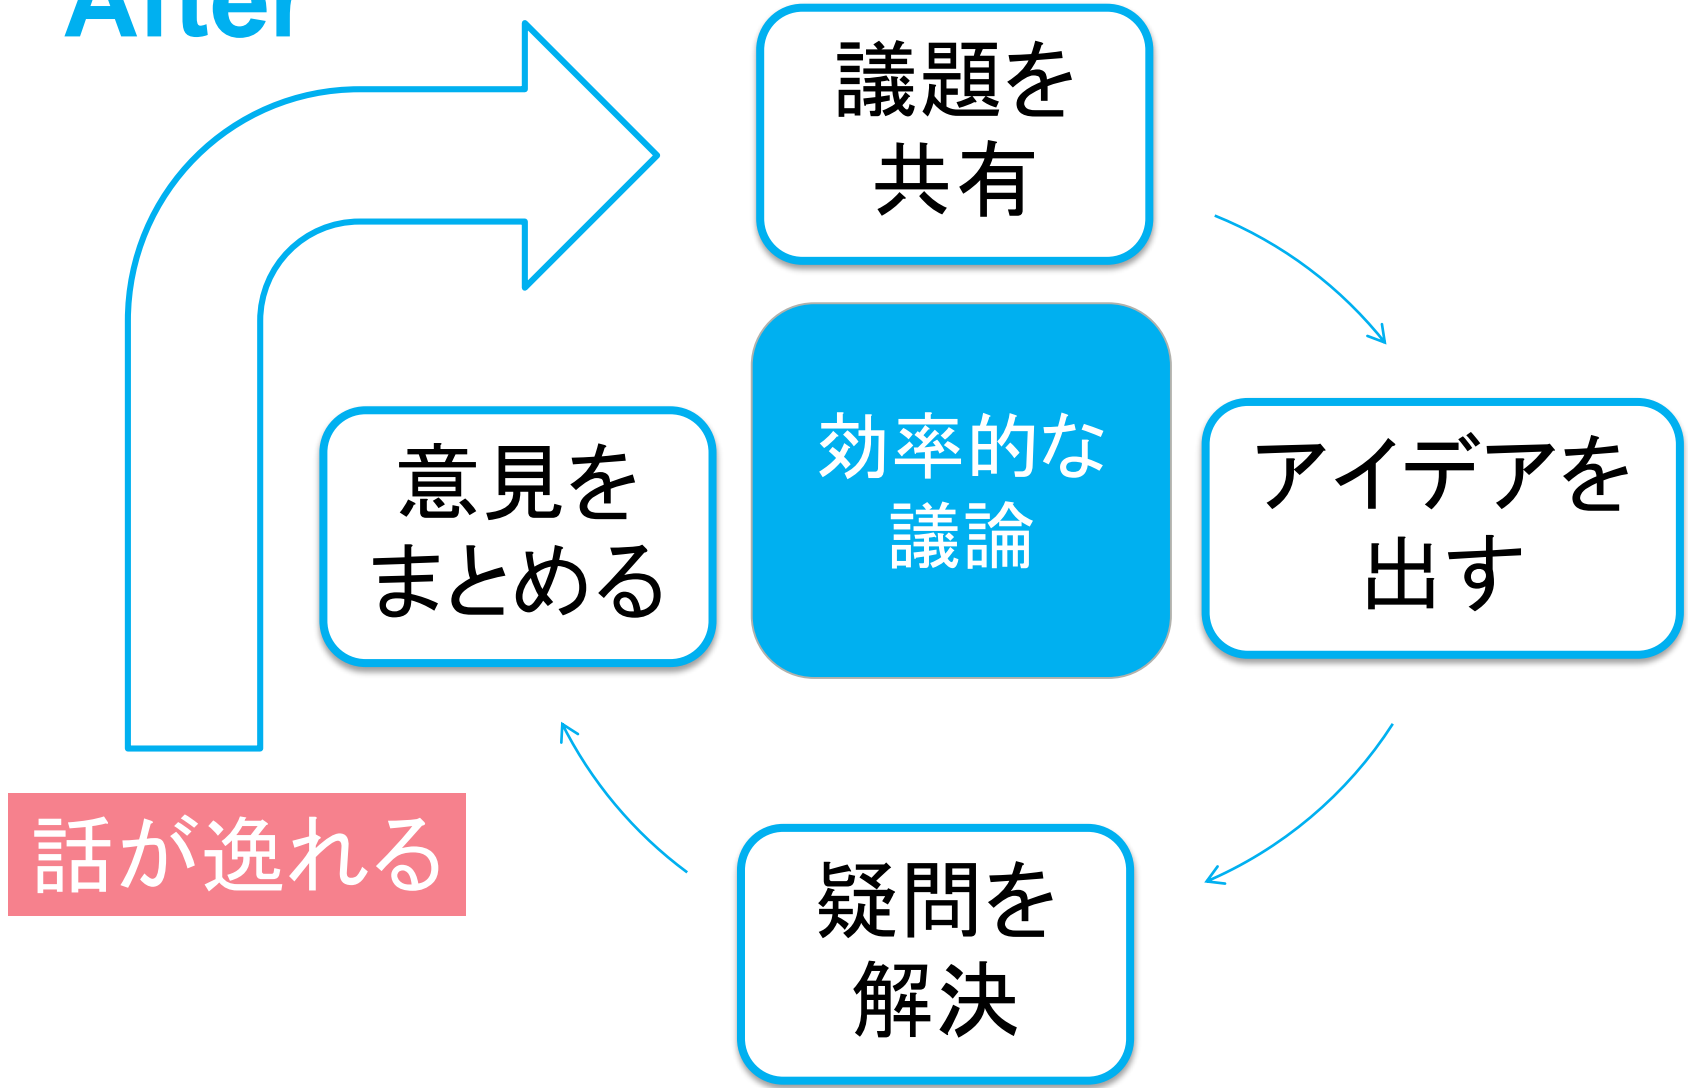 After
議題を
共有
効率的な
議論
意見を
まとめる
アイデアを
出す
話が逸れる
疑問を
解決